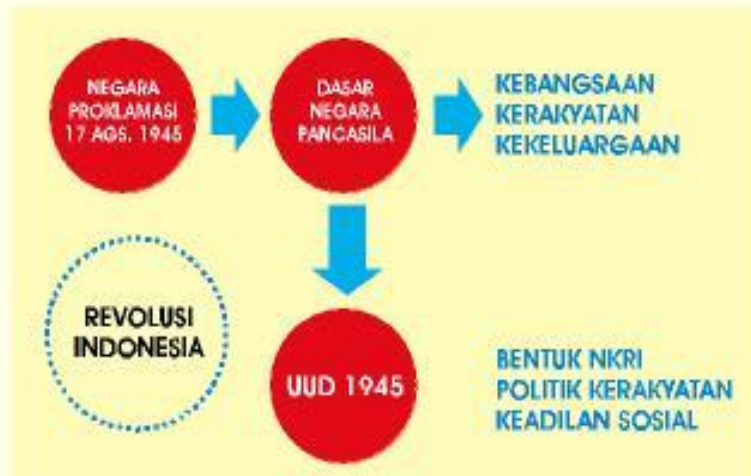 NEGARA
PROKLAMASI
17 AGS. 1945
DASAR
NEGARA
PANCASILA
KEBANGSAAN
KERAKYATAN
KEKELUARGAAN
REVOLUSI
INDONESIA
UUD 1945
BENTUK NKRI
POLITIK KERAKYATAN
KEADILAN SOSIAL